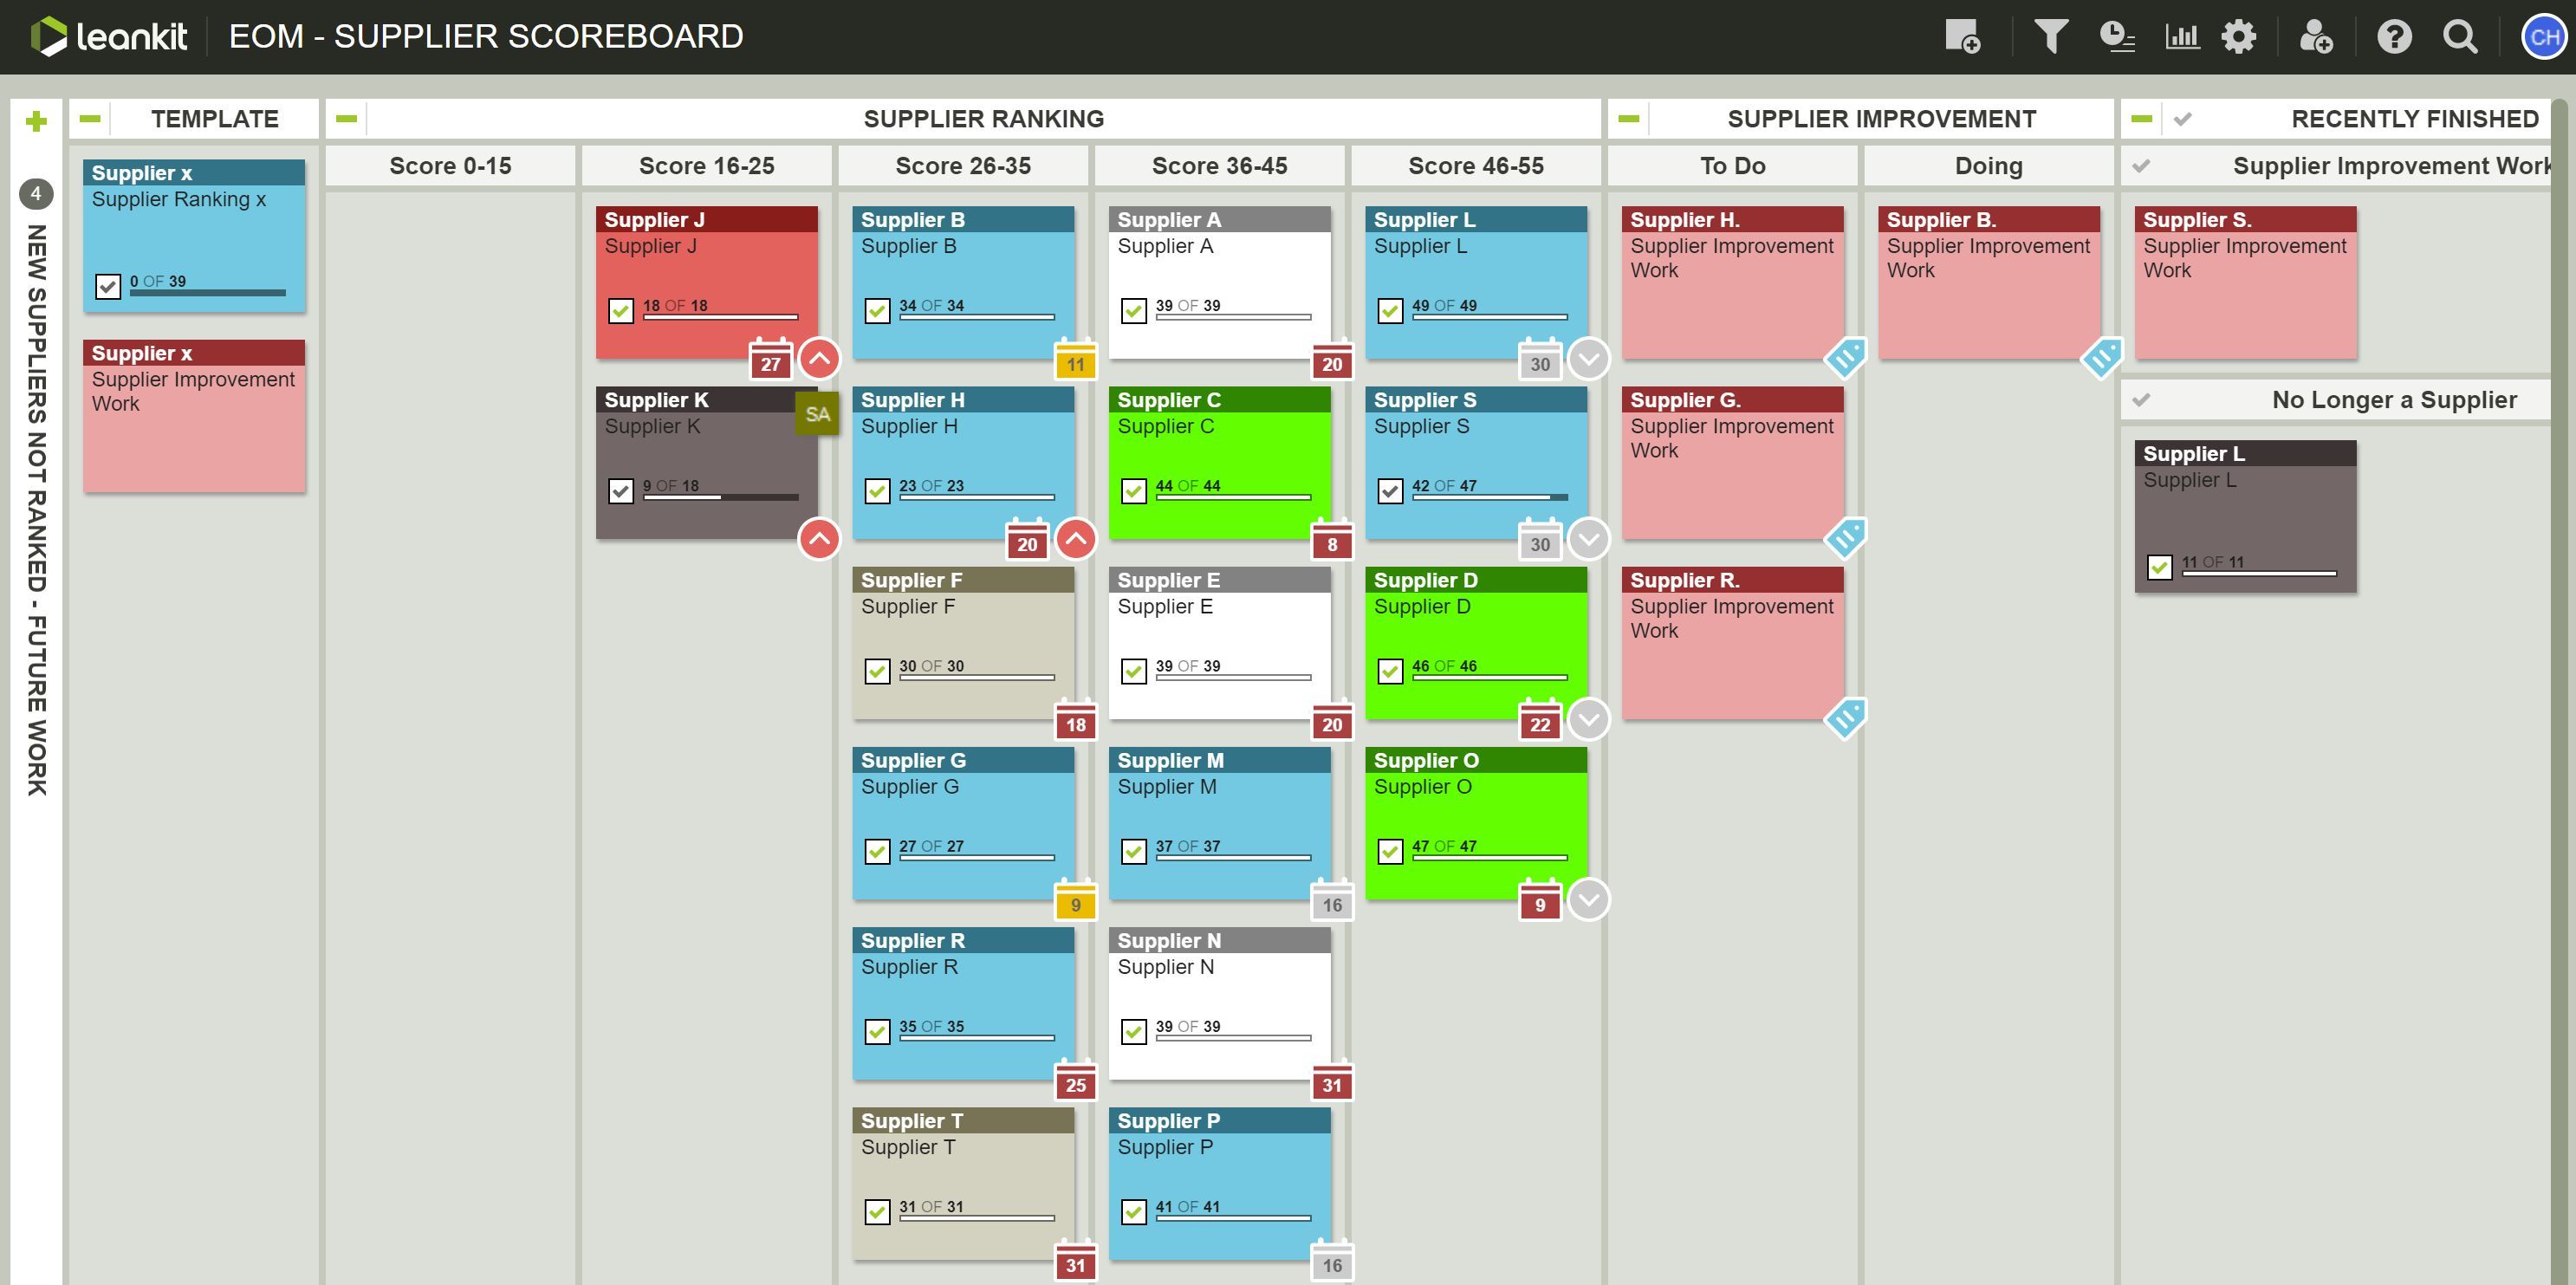 leankit
EOM - SUPPLIER SCOREBOARD
CH
4
NEW SUPPLIERS NOT RANKED - FUTURE WORK
TEMPLATE
Supplier x
Supplier Ranking x
0 OF 39
Supplier x
Supplier Improvement
Work
SUPPLIER RANKING
Score 0-15
Score 16-25
Supplier J
Supplier J
18 OF 18
27
Supplier K
SA
Supplier K
9 OF 18
Score 26-35
Supplier B
Supplier B
34 OF 34
11
Supplier H
Supplier H
23 OF 23
20
Supplier F
Supplier F
30 OF 30
18
Supplier G
Supplier G
27 OF 27
9
Supplier R
Supplier R
35 OF 35
25
Supplier T
Supplier T
31 OF 31
31
Score 36-45
Supplier A
Supplier A
39 OF 39
20
Supplier C
Supplier C
44 OF 44
8
Supplier E
Supplier E
39 OF 39
20
Supplier M
Supplier M
37 OF 37
16
Supplier N
Supplier N
39 OF 39
31
Supplier P
Supplier P
41 OF 41
16
Score 46-55
Supplier L
Supplier L
49 OF 49
30
Supplier S
Supplier S
42 OF 47
30
Supplier D
Supplier D
46 OF 46
22
Supplier O
Supplier O
47 OF 47
9
SUPPLIER IMPROVEMENT
To Do
Supplier H.
Supplier Improvement
Work
Supplier G.
Supplier Improvement
Work
Supplier R.
Supplier Improvement
Work
Doing
Supplier B.
Supplier Improvement
Work
RECENTLY FINISHED
Supplier Improvement Work
Supplier S.
Supplier Improvement
Work
No Longer a Supplier
Supplier L
Supplier L
11 OF 11